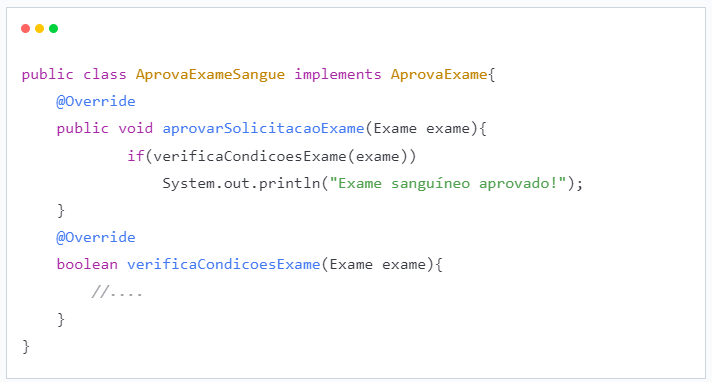 public class AprovaExameSangue implements AprovaExame{
    @Override
    public void aprovarSolicitacaoExame(Exame exame){
            if(verificaCondicoesExame(exame))
                System.out.println("Exame sanguíneo aprovado!");
    }
    @Override
    boolean verificaCondicoesExame(Exame exame){
        //....
    }
}